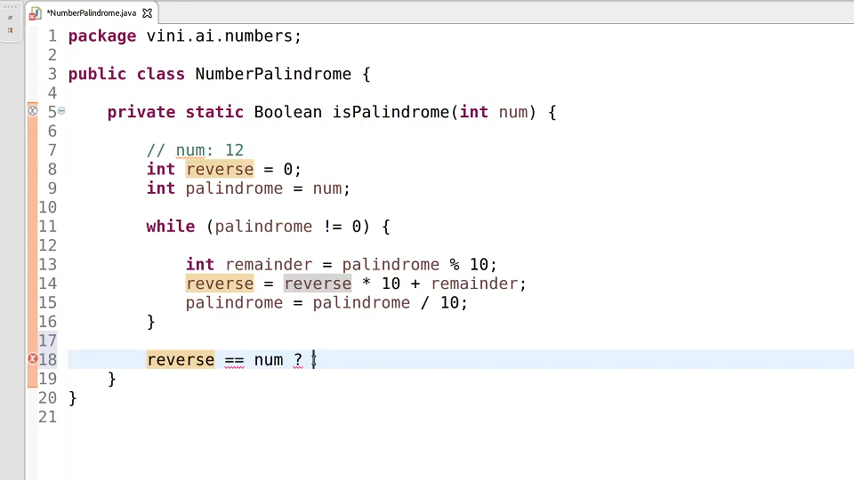 *NumberPalindrome.java
1 package vini.ai.numbers;
2
3 public class NumberPalindrome {
4
5 private static Boolean isPalindrome(int num) {
6
7 // num: 12
8 int reverse = 0;
9 int palindrome = num;
10
11 while (palindrome != 0) {
12
13 int remainder = palindrome % 10;
14 reverse = reverse * 10 + remainder;
15 palindrome = palindrome / 10;
16 }
17
18 reverse == num ?
19 }
20 }
21